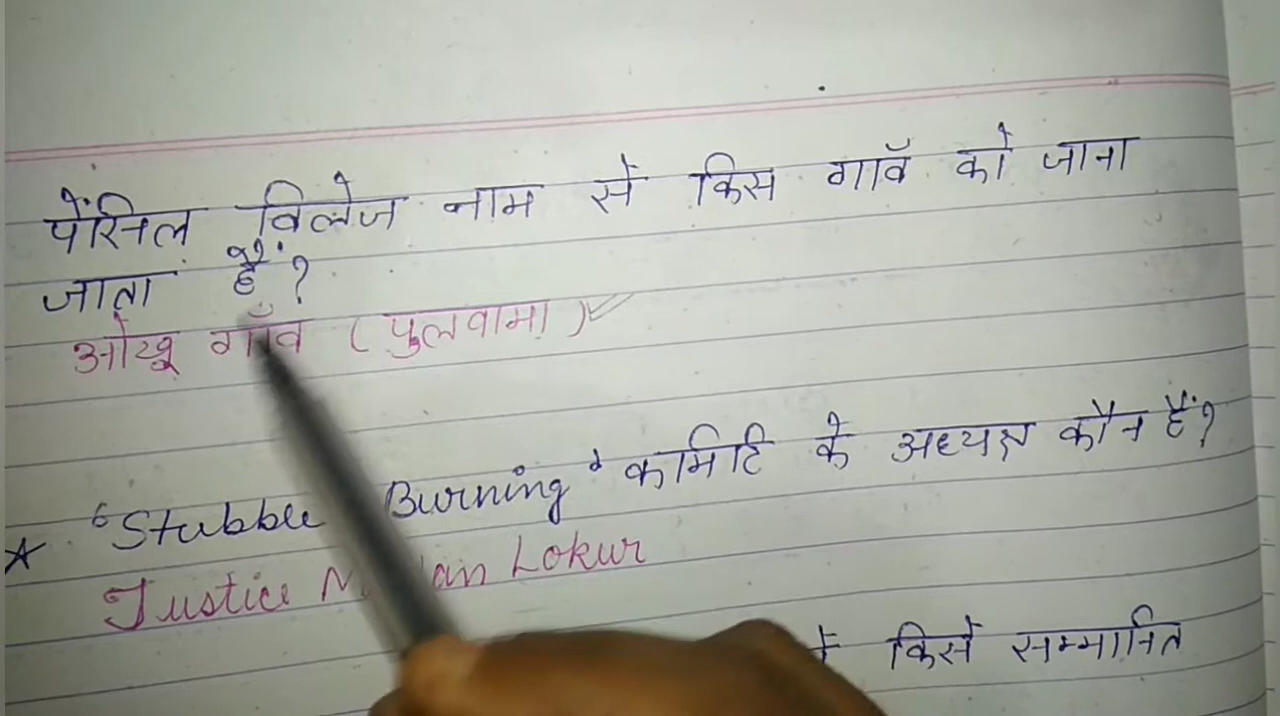 पेंसिल विलेज नाम से किस गाँव को जाना
जाता है?
ओखू गाँव (पुलवामा)
'Stubble Burning' कमिटि के अध्यक्ष कौन हैं?
Justice Lokur
किसे सम्मानित